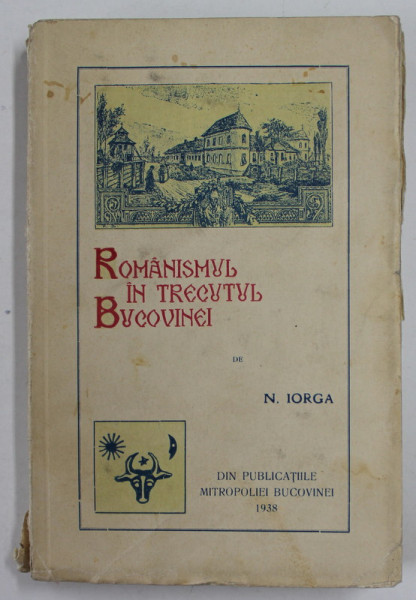 Românismul
în trecutul
Bucovinei
DE
N. IORGA
DIN PUBLICAȚIILE
MITROPOLIEI BUCOVINEI
1938